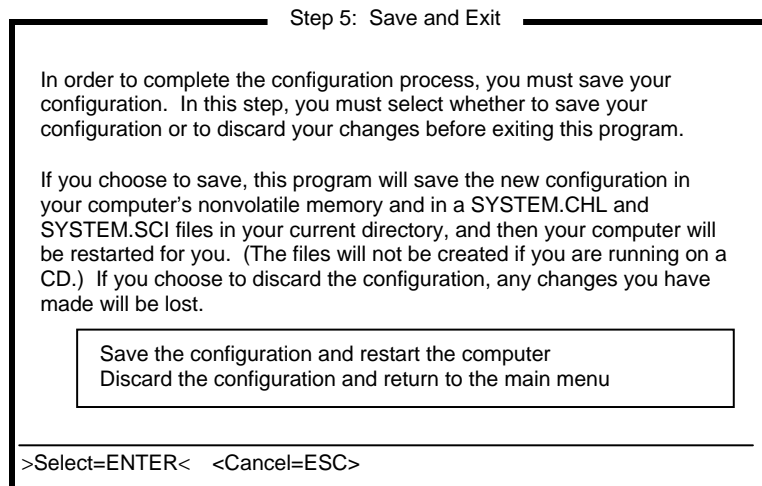 Step 5:  Save and Exit
In order to complete the configuration process, you must save your
configuration.  In this step, you must select whether to save your
configuration or to discard your changes before exiting this program.
If you choose to save, this program will save the new configuration in
your computer's nonvolatile memory and in a SYSTEM.CHL and
SYSTEM.SCI files in your current directory, and then your computer will
be restarted for you.  (The files will not be created if you are running on a
CD.)  If you choose to discard the configuration, any changes you have
made will be lost.
Save the configuration and restart the computer
Discard the configuration and return to the main menu
>Select=ENTER<   <Cancel=ESC>